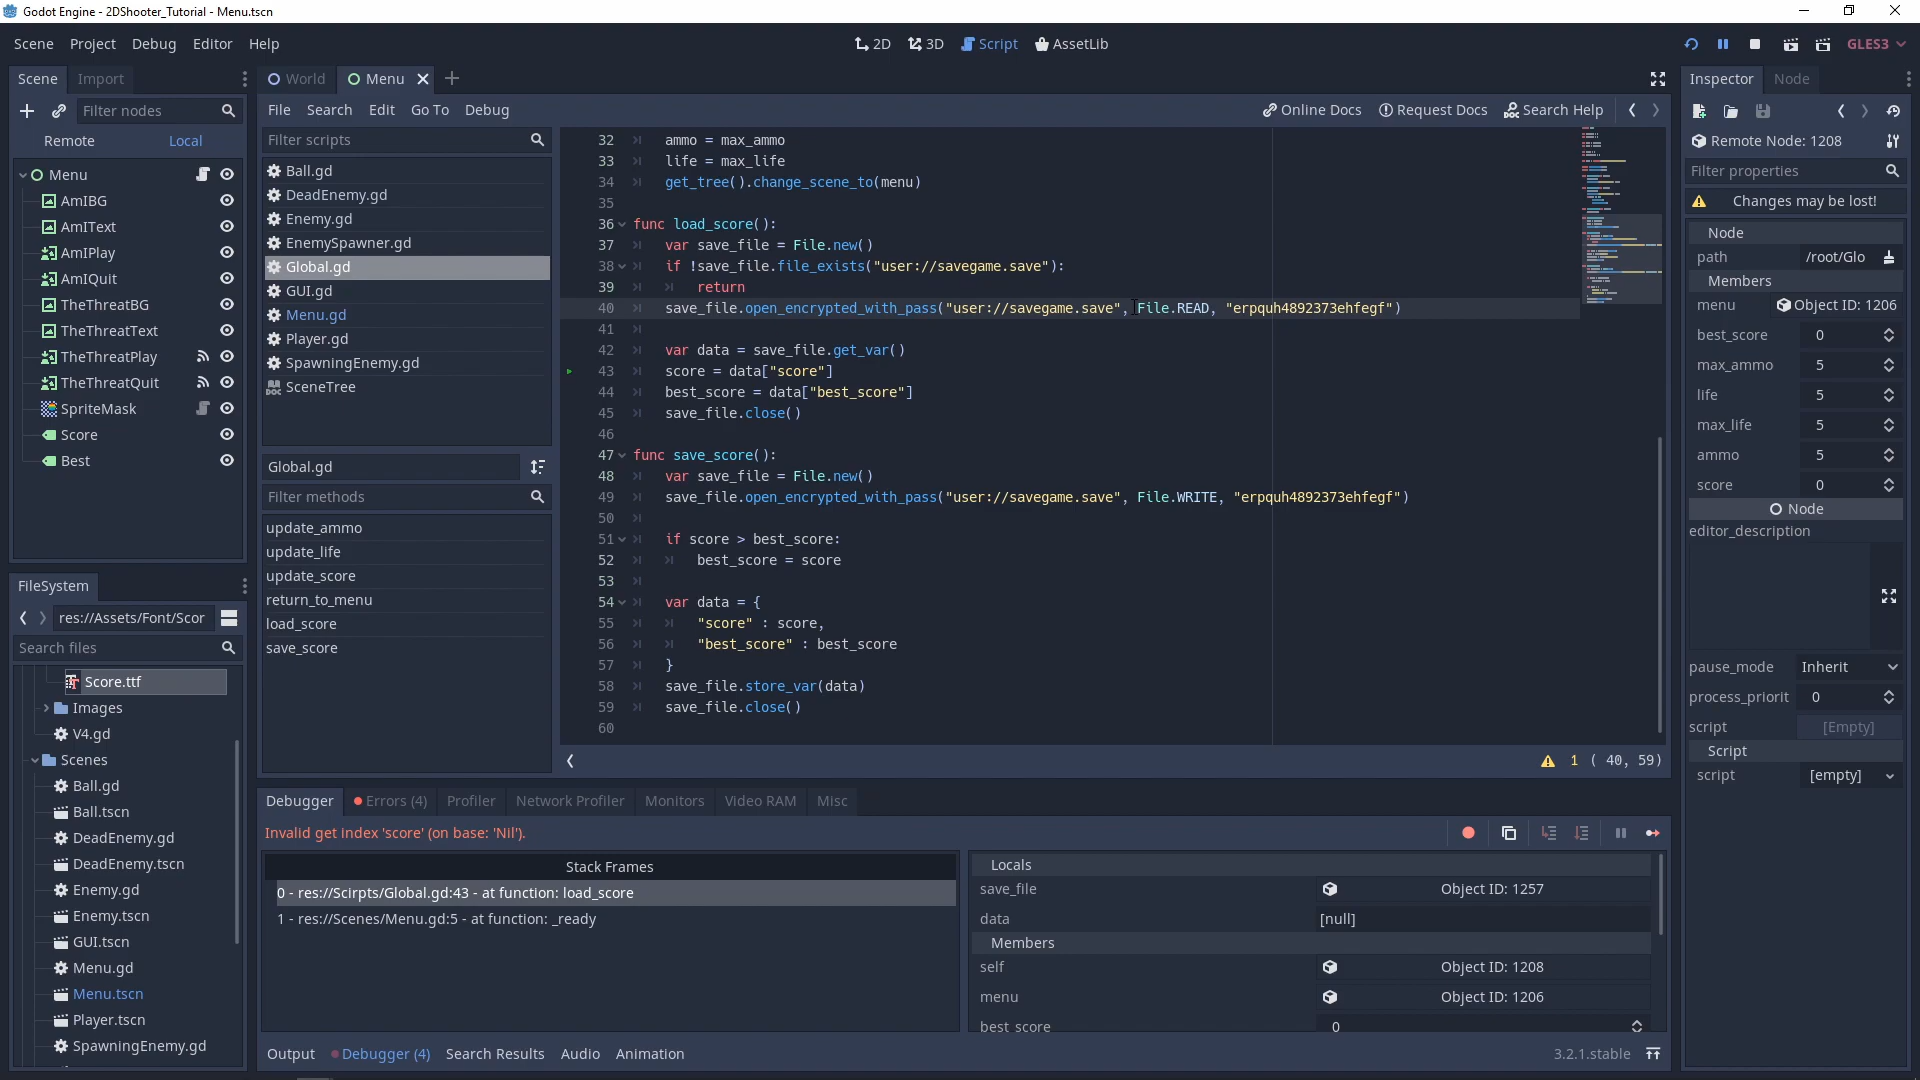 Godot Engine - 2DShooter_Tutorial - Menu.tscn
Scene Project Debug Editor Help
2D 3D Script AssetLib
GLES3
Scene Import
Filter nodes
Remote Local
Menu
AmIBG
AmIText
AmIPlay
AmIQuit
TheThreatBG
TheThreatText
TheThreatPlay
TheThreatQuit
SpriteMask
Score
Best
FileSystem
res://Assets/Font/Scor
Search files
Score.ttf
Images
V4.gd
Scenes
Ball.gd
Ball.tscn
DeadEnemy.gd
DeadEnemy.tscn
Enemy.gd
Enemy.tscn
GUI.tscn
Menu.gd
Menu.tscn
Player.tscn
SpawningEnemy.gd
World Menu
File Search Edit Go To Debug
Online Docs Request Docs Search Help
Filter scripts
Ball.gd
DeadEnemy.gd
Enemy.gd
EnemySpawner.gd
Global.gd
GUI.gd
Menu.gd
Player.gd
SpawningEnemy.gd
DOC SceneTree
Global.gd
Filter methods
update_ammo
update_life
update_score
return_to_menu
load_score
save_score
32 ammo = max_ammo
33 life = max_life
34 get_tree().change_scene_to(menu)
35
36 func load_score():
37 var save_file = File.new()
38 if !save_file.file_exists("user://savegame.save"):
39 return
40 save_file.open_encrypted_with_pass("user://savegame.save", File.READ, "erpquh4892373ehfegf")
41
42 var data = save_file.get_var()
43 score = data["score"]
44 best_score = data["best_score"]
45 save_file.close()
46
47 func save_score():
48 var save_file = File.new()
49 save_file.open_encrypted_with_pass("user://savegame.save", File.WRITE, "erpquh4892373ehfegf")
50
51 if score > best_score:
52 best_score = score
53
54 var data = {
55 "score" : score,
56 "best_score" : best_score
57 }
58 save_file.store_var(data)
59 save_file.close()
60
1 ( 40, 59)
Debugger Errors (4) Profiler Network Profiler Monitors Video RAM Misc
Invalid get index 'score' (on base: 'Nil').
Stack Frames
0 - res://Scirpts/Global.gd:43 - at function: load_score
1 - res://Scenes/Menu.gd:5 - at function: _ready
Locals
save_file Object ID: 1257
data [null]
Members
self Object ID: 1208
menu Object ID: 1206
best_score 0
Output Debugger (4) Search Results Audio Animation
3.2.1.stable
Inspector Node
Remote Node: 1208
Filter properties
Changes may be lost!
Node
path /root/Glo
Members
menu Object ID: 1206
best_score 0
max_ammo 5
life 5
max_life 5
ammo 5
score 0
Node
editor_description
pause_mode Inherit
process_priorit 0
script [Empty]
Script
script [empty]